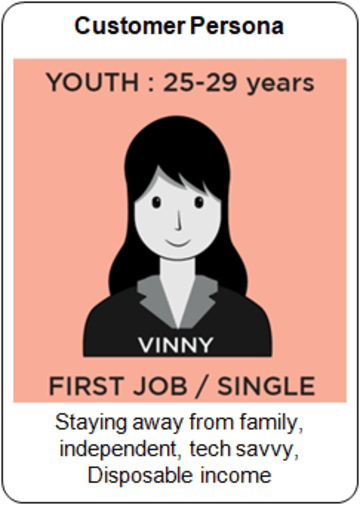 Customer Persona
YOUTH : 25-29 years
VINNY
FIRST JOB / SINGLE
Staying away from family,
independent, tech savvy,
Disposable income